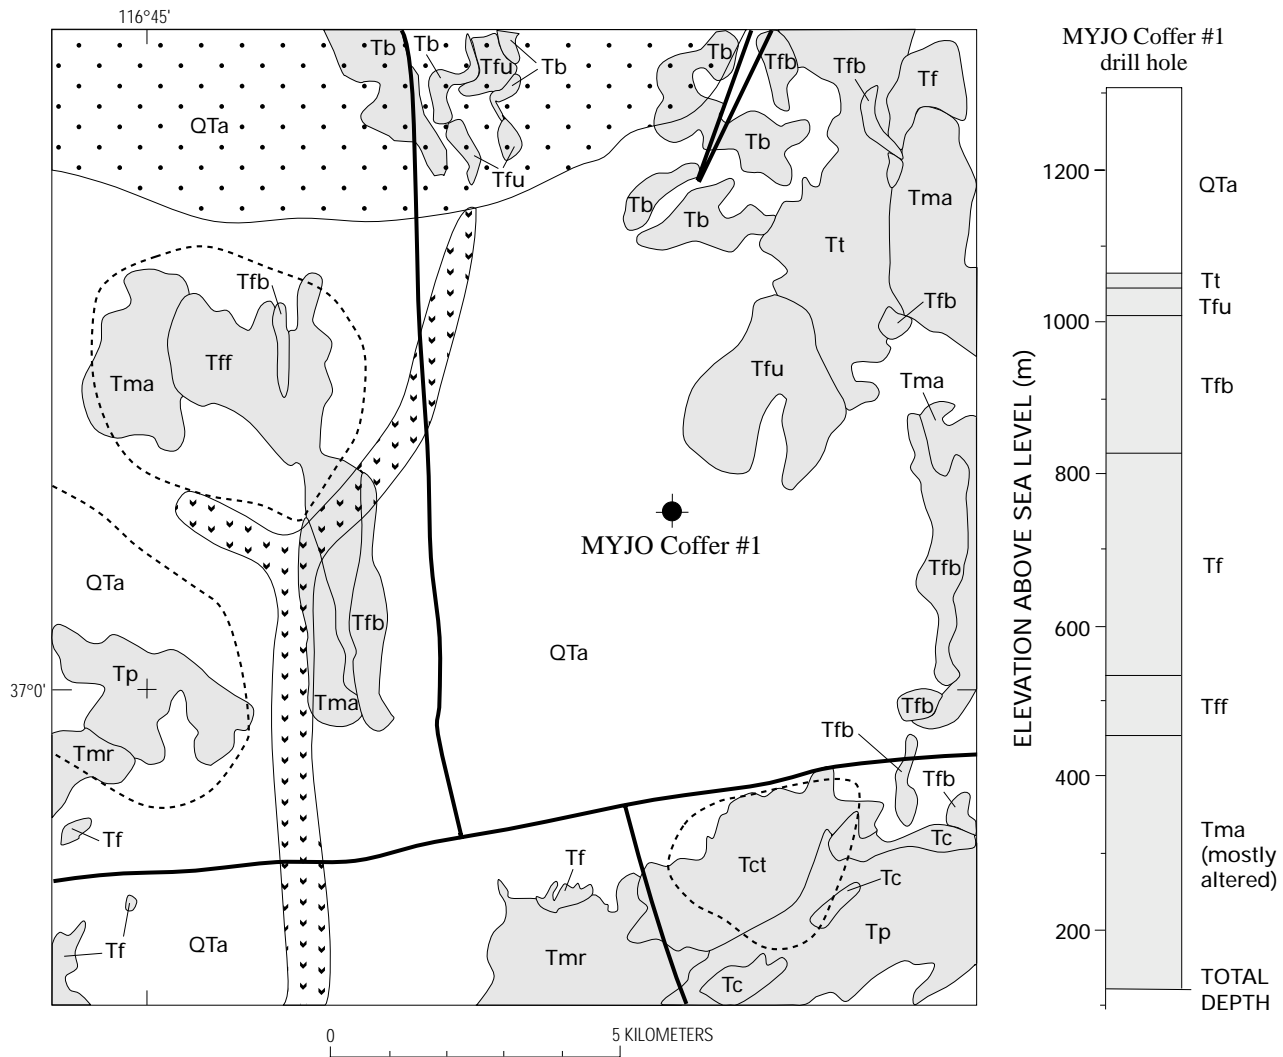 116°45'
MYJO Coffer #1
drill hole
Tb
Tb
Tfu
Tb
Tb
Tfb
Tfb
Tf
QTa
Tb
Tfu
1200
QTa
Tma
Tb
Tb
Tt
Tfb
Tt
Tfb
Tfu
1000
Tff
Tfu
Tma
Tma
Tfb
ELEVATION ABOVE SEA LEVEL (m)
800
MYJO Coffer #1
Tf
QTa
Tfb
Tfb
600
QTa
Tp
37°0'
Tma
Tfb
Tff
Tfb
Tmr
400
Tfb
Tf
Tc
Tma
(mostly
altered)
Tf
Tct
Tc
200
Tf
QTa
Tp
Tmr
Tc
TOTAL
DEPTH
0
5 KILOMETERS